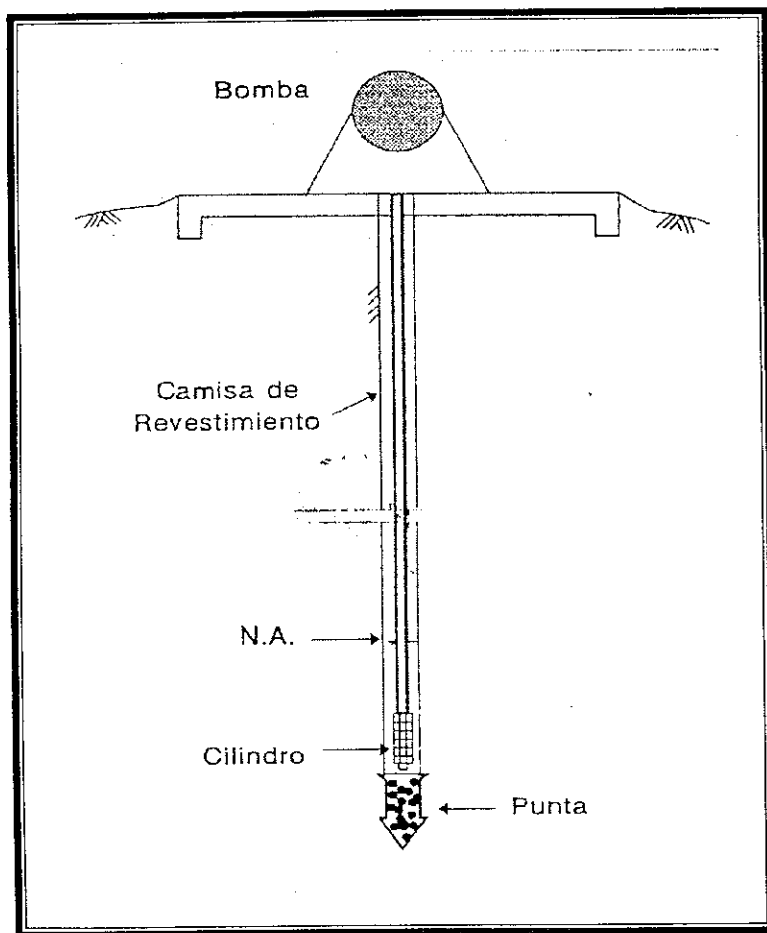 Bomba
Camisa de
Revestimiento
N.A.
Cilindro
Punta